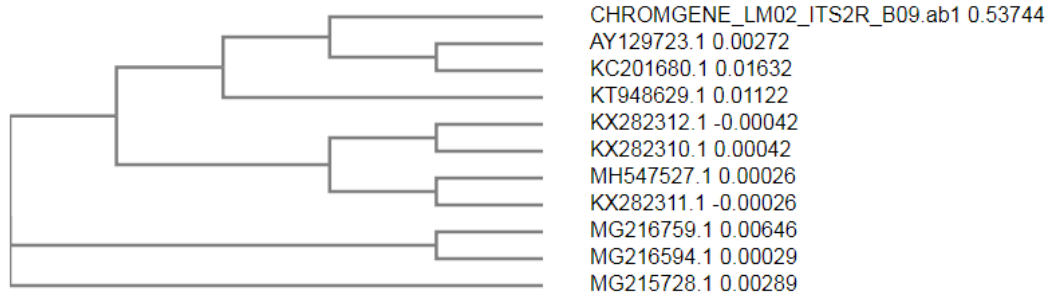 CHROMGENE_LM02_ITS2R_B09.ab1 0.53744
AY129723.1 0.00272
KC201680.1 0.01632
KT948629.1 0.01122
KX282312.1 -0.00042
KX282310.1 0.00042
MH547527.1 0.00026
KX282311.1 -0.00026
MG216759.1 0.00646
MG216594.1 0.00029
MG215728.1 0.00289